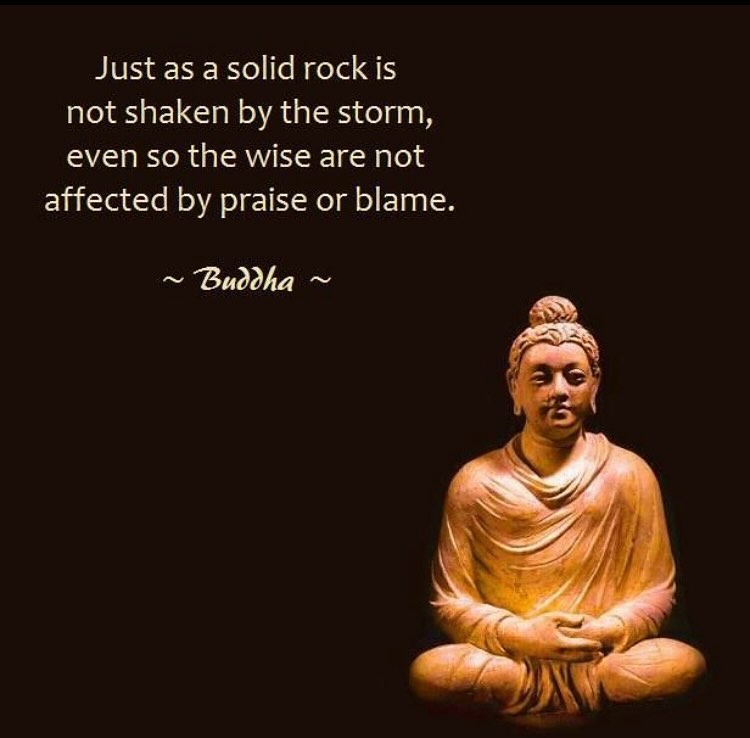 Just as a solid rock is
not shaken by the storm,
even so the wise are not
affected by praise or blame.
~ Buddha ~